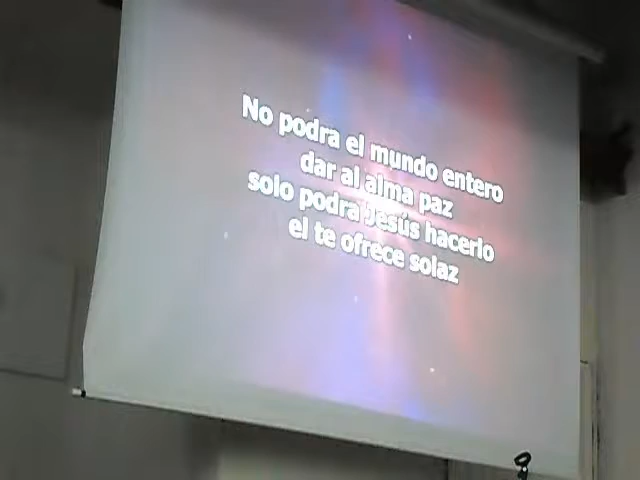 No podra el mundo entero
dar al alma paz
solo podra Jesús hacerlo
el te ofrece solaz